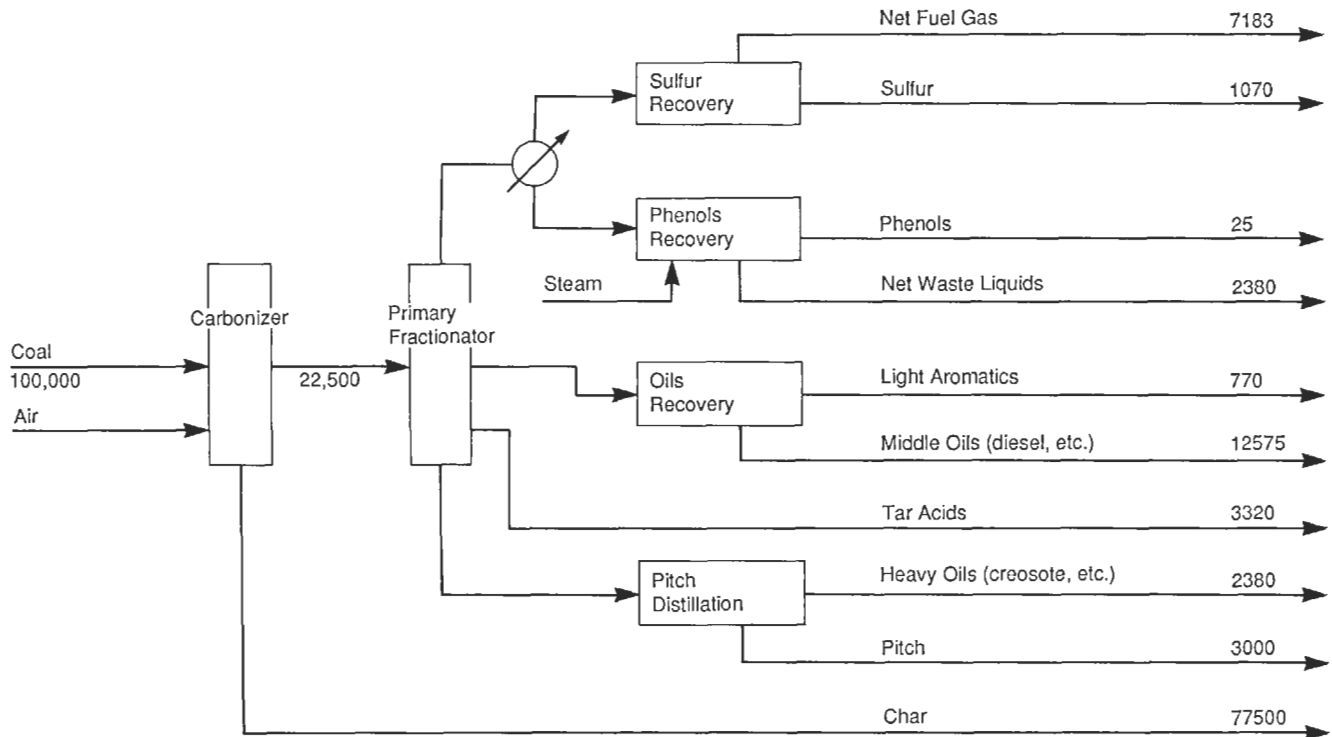 Net Fuel Gas 7183
Sulfur
Recovery
Sulfur 1070
Phenols
Recovery
Phenols 25
Steam
Net Waste Liquids 2380
Carbonizer
Primary
Fractionator
Coal
100,000
22,500
Air
Oils
Recovery
Light Aromatics 770
Middle Oils (diesel, etc.) 12575
Tar Acids 3320
Pitch
Distillation
Heavy Oils (creosote, etc.) 2380
Pitch 3000
Char 77500